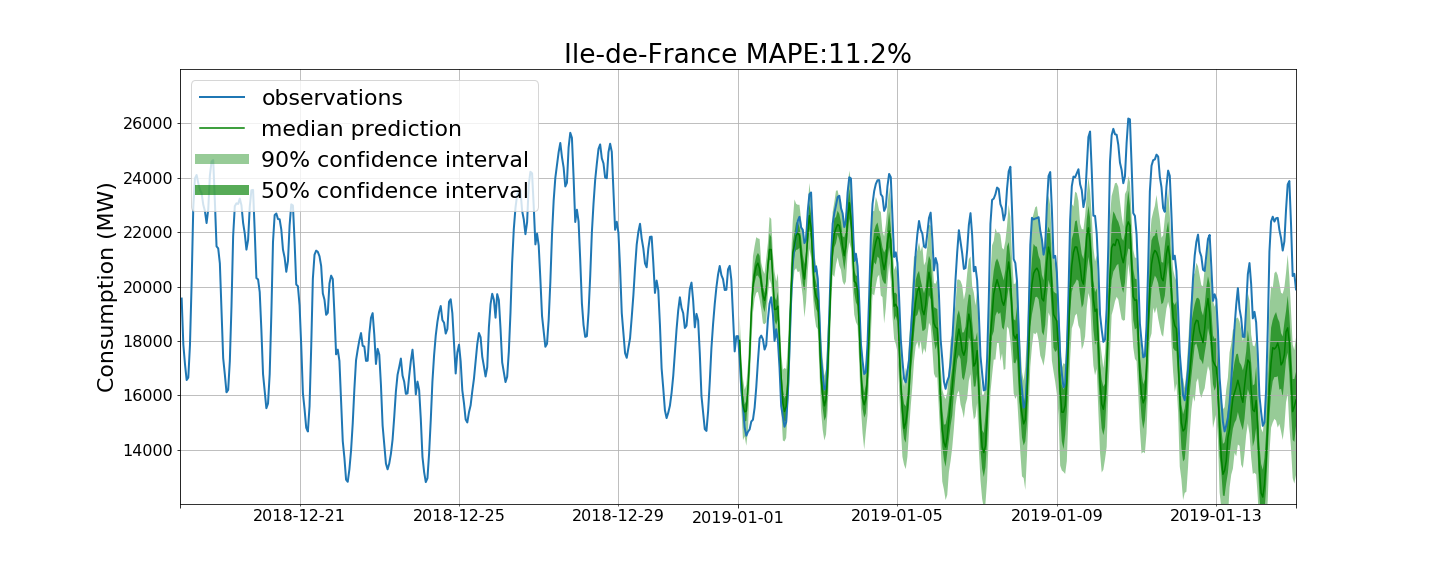 Ile-de-France MAPE:11.2%
observations
median prediction
90% confidence interval
50% confidence interval
Consumption (MW)
26000
24000
22000
20000
18000
16000
14000
2018-12-21 2018-12-25 2018-12-29 2019-01-01 2019-01-05 2019-01-09 2019-01-13